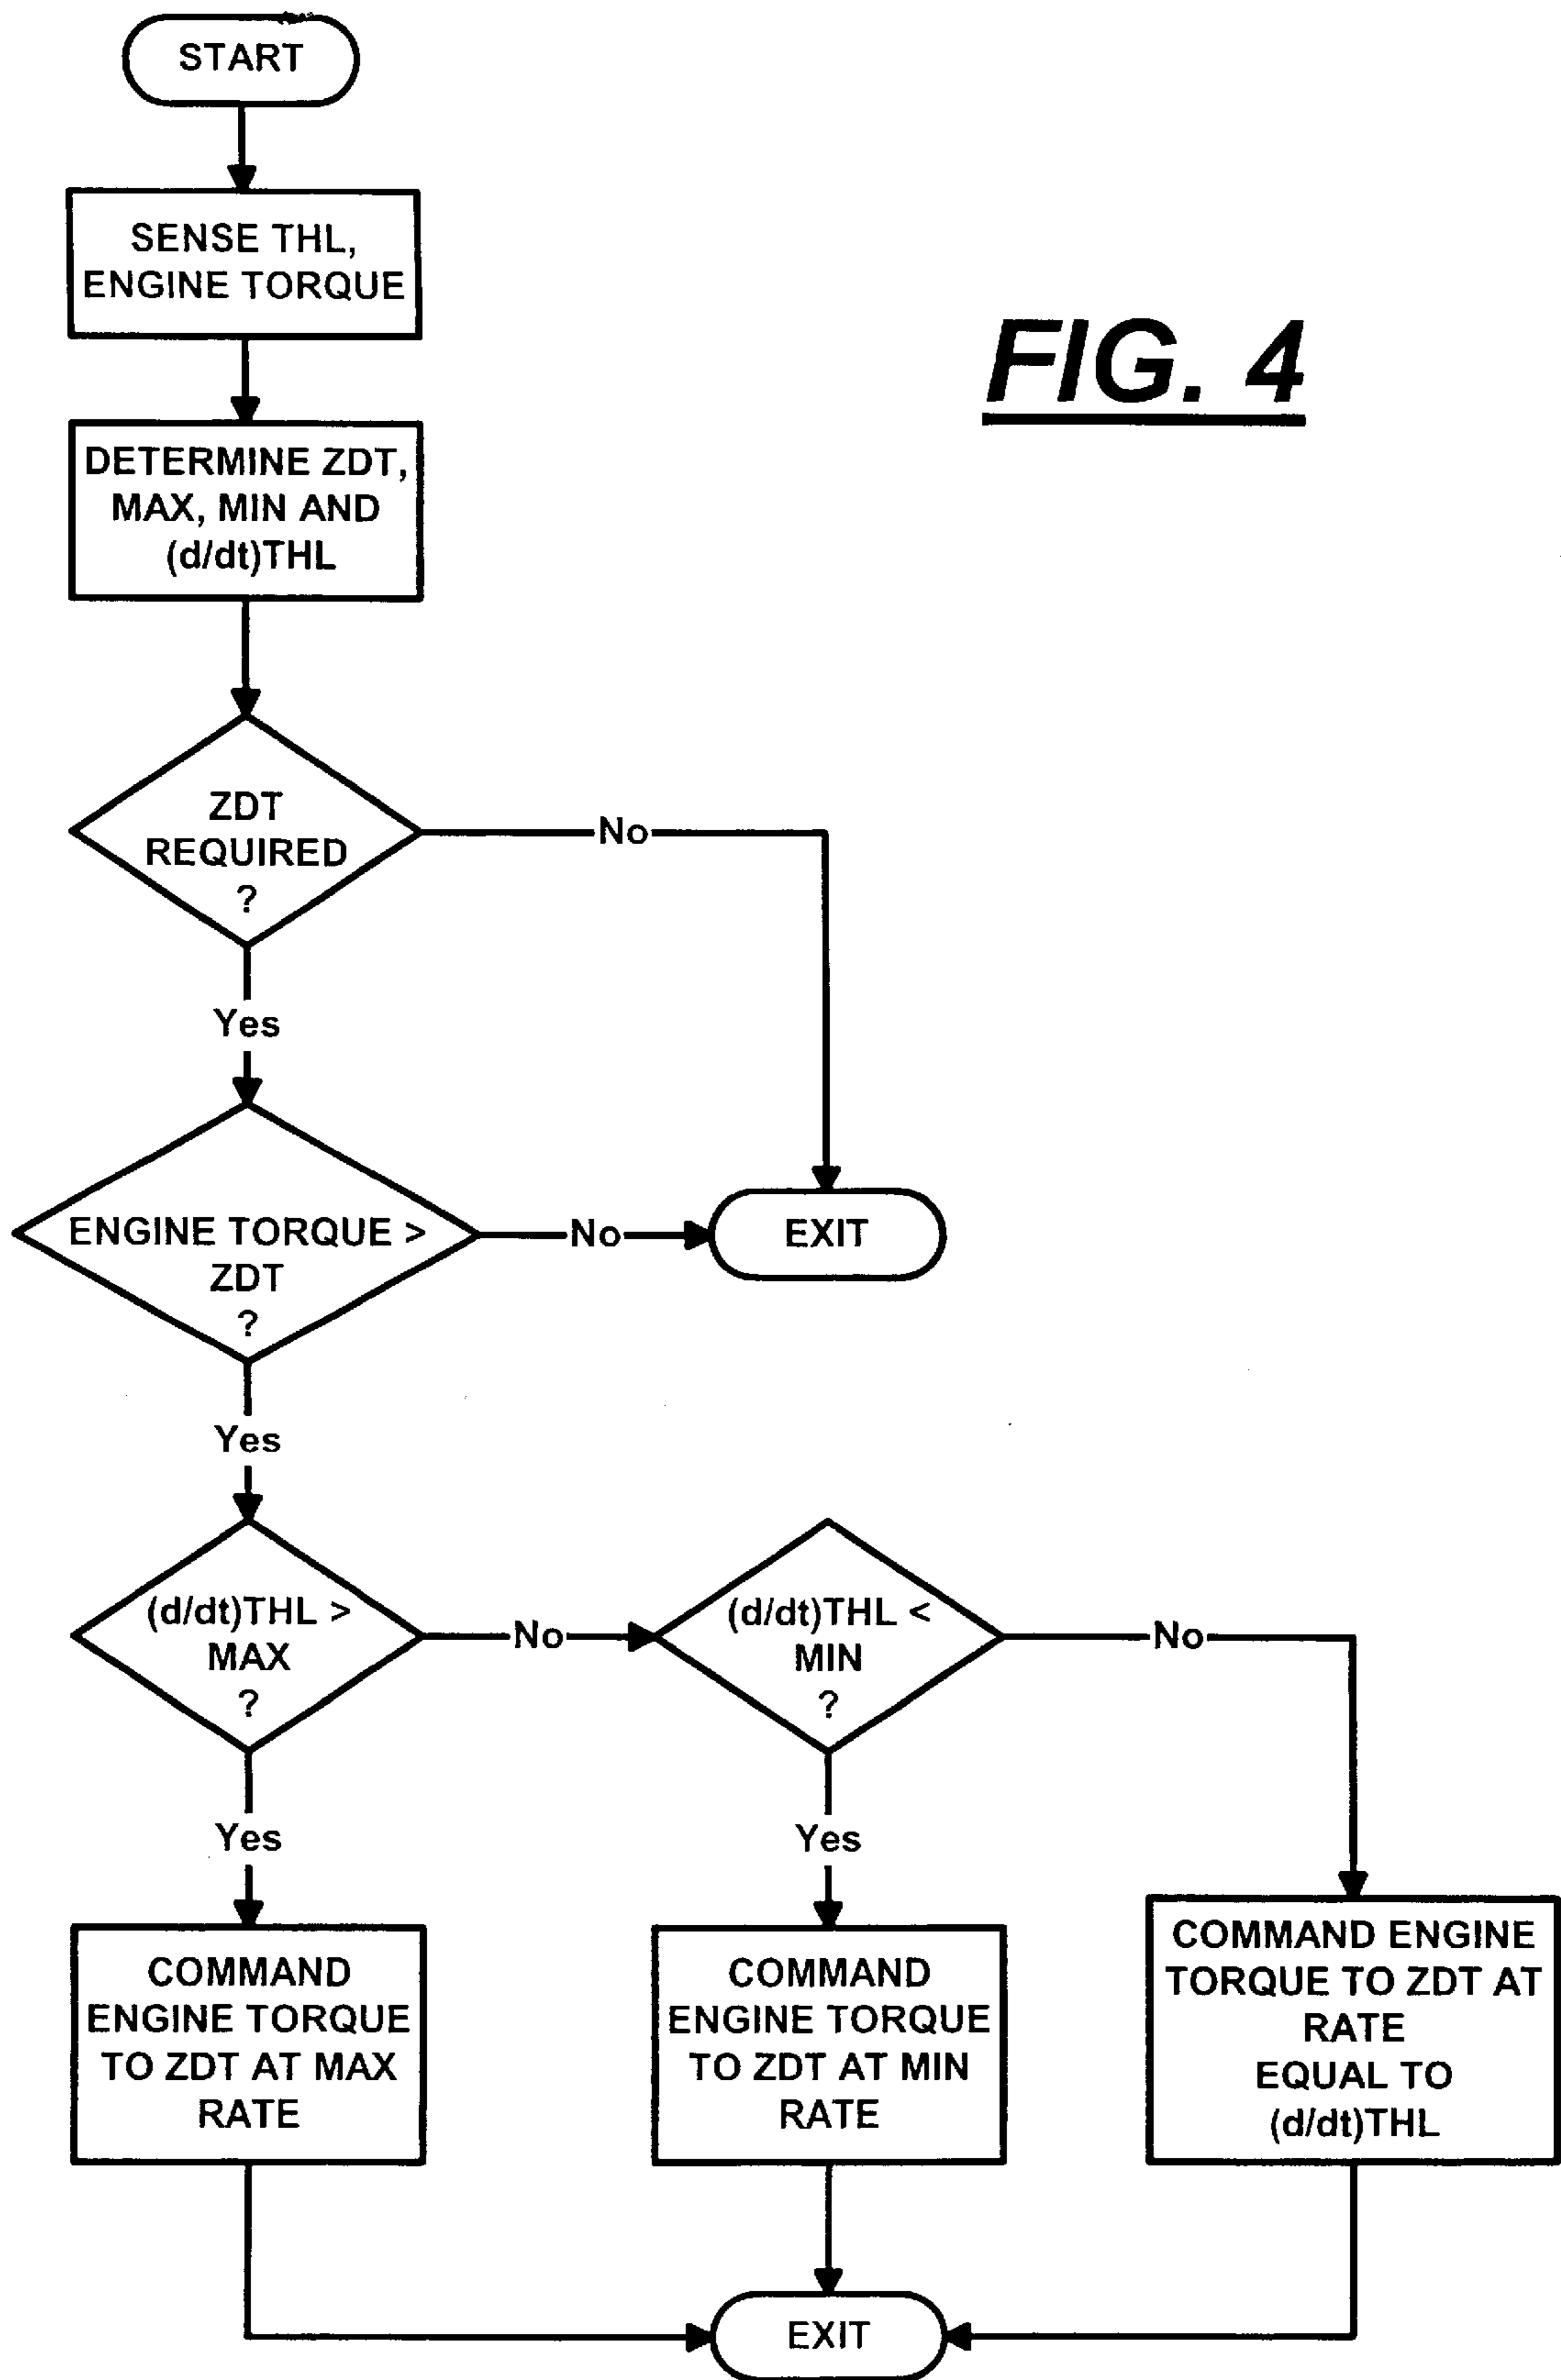 START
SENSE THL,
ENGINE TORQUE
FIG. 4
DETERMINE ZDT,
MAX, MIN AND
(d/dt)THL
ZDT
REQUIRED
?
No
Yes
ENGINE TORQUE >
ZDT
?
No
EXIT
Yes
(d/dt)THL >
MAX
?
No
(d/dt)THL <
MIN
?
No
Yes
Yes
COMMAND
ENGINE TORQUE
TO ZDT AT MAX
RATE
COMMAND
ENGINE TORQUE
TO ZDT AT MIN
RATE
COMMAND ENGINE
TORQUE TO ZDT AT
RATE
EQUAL TO
(d/dt)THL
EXIT